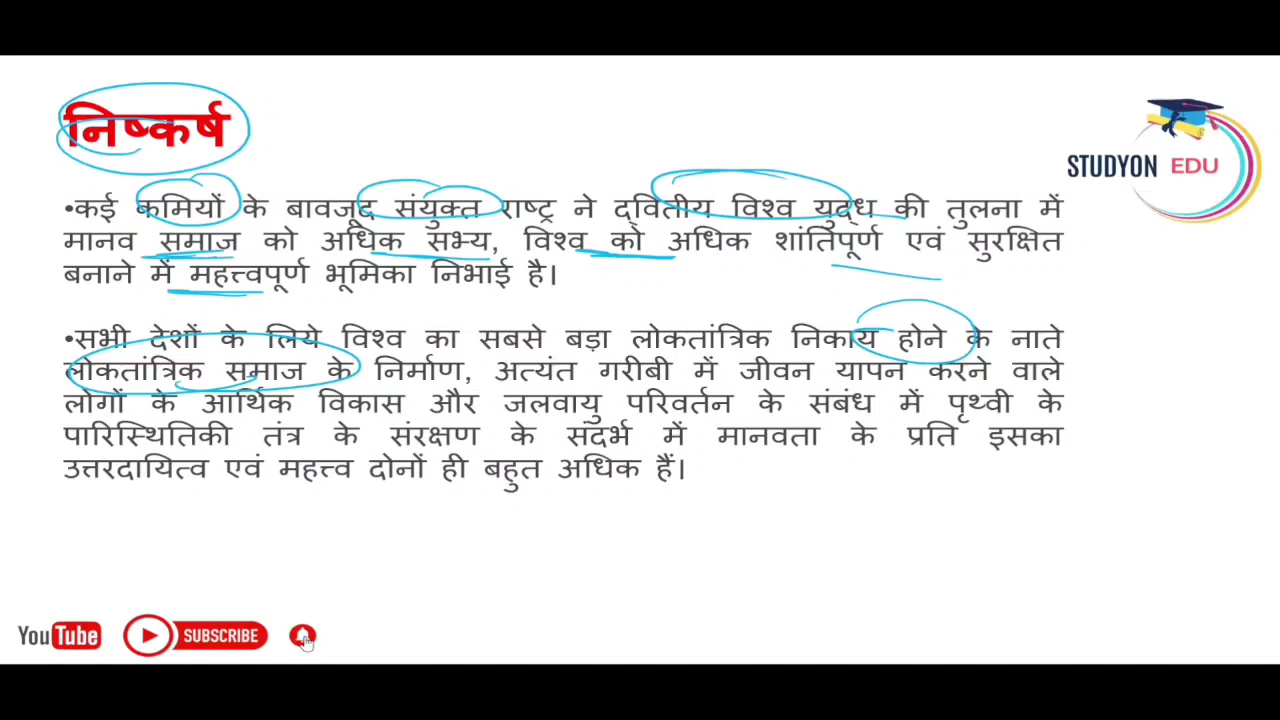 निष्कर्ष
STUDYON EDU
•कई कमियों के बावजूद संयुक्त राष्ट्र ने द्वितीय विश्व युद्ध की तुलना में
मानव समाज को अधिक सभ्य, विश्व को अधिक शांतिपूर्ण एवं सुरक्षित
बनाने में महत्त्वपूर्ण भूमिका निभाई है।
•सभी देशों के लिये विश्व का सबसे बड़ा लोकतांत्रिक निकाय होने के नाते
लोकतांत्रिक समाज के निर्माण, अत्यंत गरीबी में जीवन यापन करने वाले
लोगों के आर्थिक विकास और जलवायु परिवर्तन के संबंध में पृथ्वी के
पारिस्थितिकी तंत्र के संरक्षण के संदर्भ में मानवता के प्रति इसका
उत्तरदायित्व एवं महत्त्व दोनों ही बहुत अधिक हैं।
YouTube SUBSCRIBE